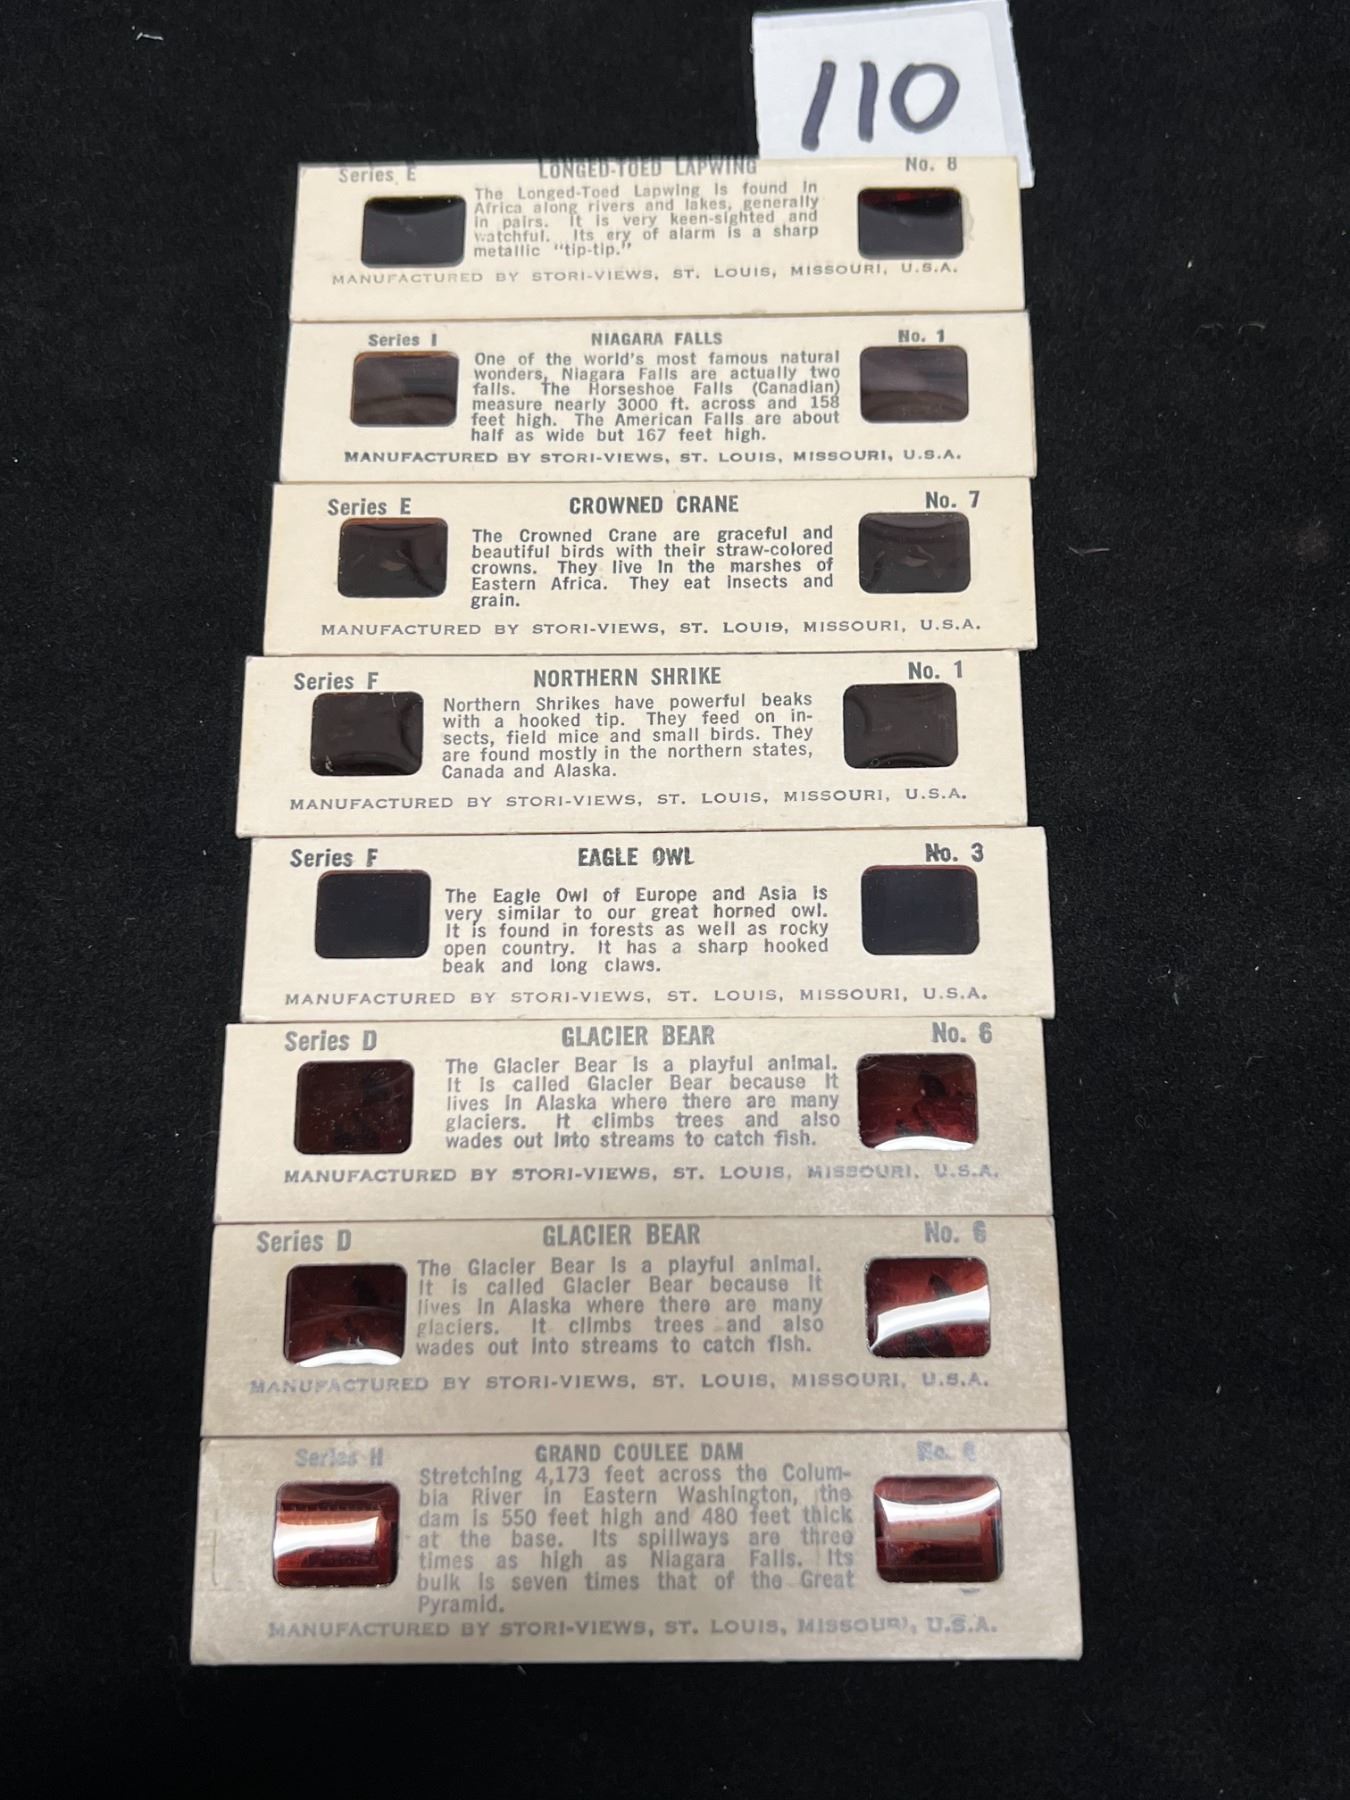 110
Series E LONGED-TOED LAPWING No. 8
The Longed-Toed Lapwing is found in
Africa along rivers and lakes, generally
in pairs. It is very keen-sighted and
watchful. Its ery of alarm is a sharp
metallic "tip-tip."
MANUFACTURED BY STORI-VIEWS, ST. LOUIS, MISSOURI, U.S.A.
Series I NIAGARA FALLS No. 1
One of the world's most famous natural
wonders, Niagara Falls are actually two
falls. The Horseshoe Falls (Canadian)
measure nearly 3000 ft. across and 158
feet high. The American Falls are about
half as wide but 167 feet high.
MANUFACTURED BY STORI-VIEWS, ST. LOUIS, MISSOURI, U.S.A.
Series E CROWNED CRANE No. 7
The Crowned Crane are graceful and
beautiful birds with their straw-colored
crowns. They live in the marshes of
Eastern Africa. They eat insects and
grain.
MANUFACTURED BY STORI-VIEWS, ST. LOUIS, MISSOURI, U.S.A.
Series F NORTHERN SHRIKE No. 1
Northern Shrikes have powerful beaks
with a hooked tip. They feed on in-
sects, field mice and small birds. They
are found mostly in the northern states,
Canada and Alaska.
MANUFACTURED BY STORI-VIEWS, ST. LOUIS, MISSOURI, U.S.A.
Series F EAGLE OWL No. 3
The Eagle Owl of Europe and Asia is
very similar to our great horned owl.
It is found in forests as well as rocky
open country. It has a sharp hooked
beak and long claws.
MANUFACTURED BY STORI-VIEWS, ST. LOUIS, MISSOURI, U.S.A.
Series D GLACIER BEAR No. 6
The Glacier Bear is a playful animal.
It is called Glacier Bear because it
lives in Alaska where there are many
glaciers. It climbs trees and also
wades out into streams to catch fish.
MANUFACTURED BY STORI-VIEWS, ST. LOUIS, MISSOURI, U.S.A.
Series D GLACIER BEAR No. 6
The Glacier Bear is a playful animal.
It is called Glacier Bear because it
lives in Alaska where there are many
glaciers. It climbs trees and also
wades out into streams to catch fish.
MANUFACTURED BY STORI-VIEWS, ST. LOUIS, MISSOURI, U.S.A.
Series H GRAND COULEE DAM No.
Stretching 4,173 feet across the Colum-
bia River in Eastern Washington, the
dam is 550 feet high and 480 feet thick
at the base. Its spillways are three
times as high as Niagara Falls. Its
bulk is seven times that of the Great
Pyramid.
MANUFACTURED BY STORI-VIEWS, ST. LOUIS, MISSOURI, U.S.A.